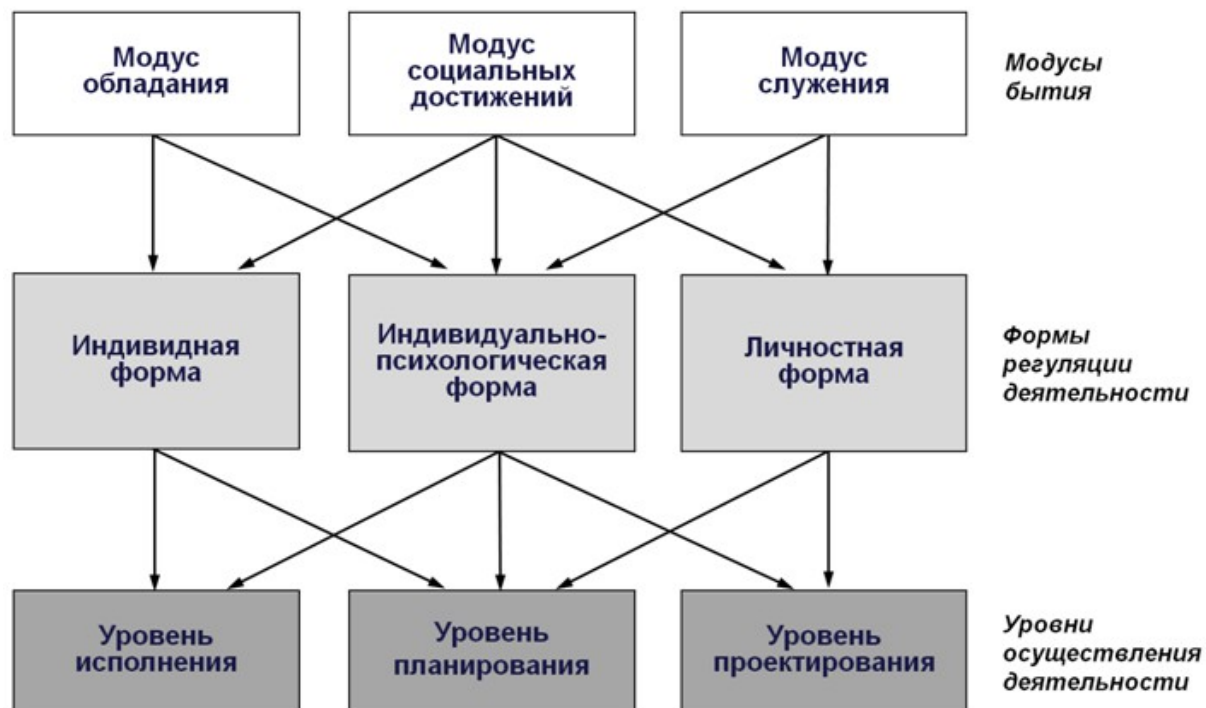 Модус
обладания
Модус
социальных
достижений
Модус
служения
Модусы
бытия
Индивидная
форма
Индивидуально-
психологическая
форма
Личностная
форма
Формы
регуляции
деятельности
Уровень
исполнения
Уровень
планирования
Уровень
проектирования
Уровни
осуществления
деятельности